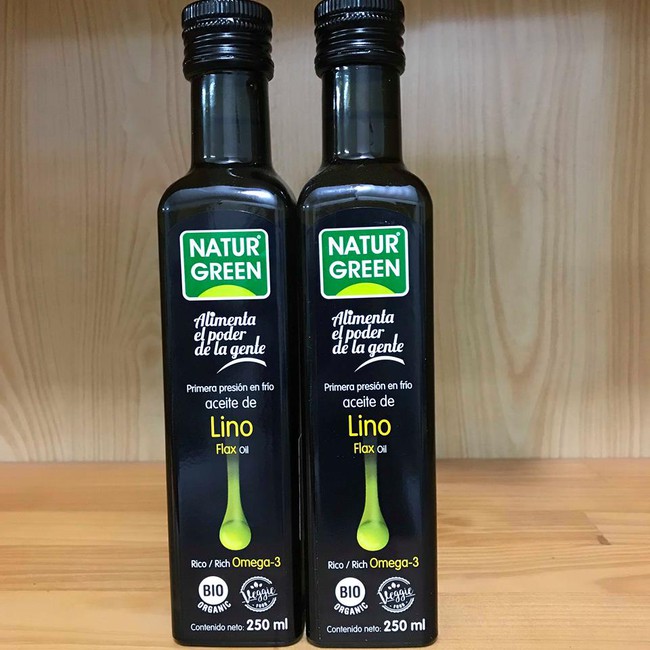 NATUR®
GREEN
Alimenta
el poder
de la gente
Primera presión en frío
aceite de
Lino
Flax Oil
Rico / Rich Omega-3
BIO
ORGANIC
Veggie
FOOD
Contenido neto: 250 ml
NATUR®
GREEN
Alimenta
el poder
de la gente
Primera presión en frío
aceite de
Lino
Flax Oil
Rico / Rich Omega-3
BIO
ORGANIC
Veggie
FOOD
Contenido neto: 250 ml